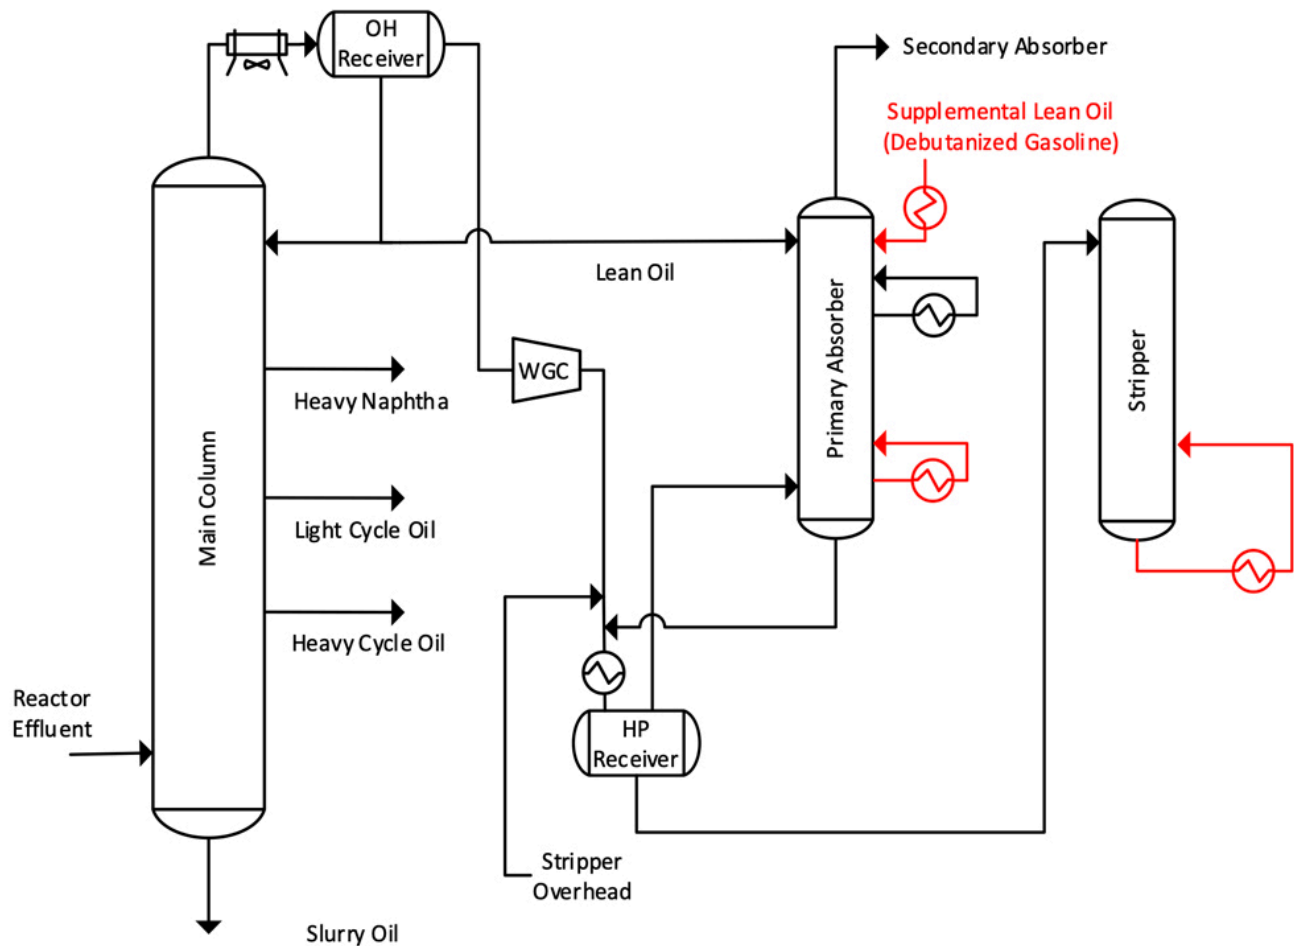 OH
Receiver
Secondary Absorber
Supplemental Lean Oil
(Debutanized Gasoline)
Lean Oil
WGC
Heavy Naphtha
Light Cycle Oil
Heavy Cycle Oil
Main Column
Primary Absorber
Stripper
Reactor
Effluent
HP
Receiver
Stripper
Overhead
Slurry Oil